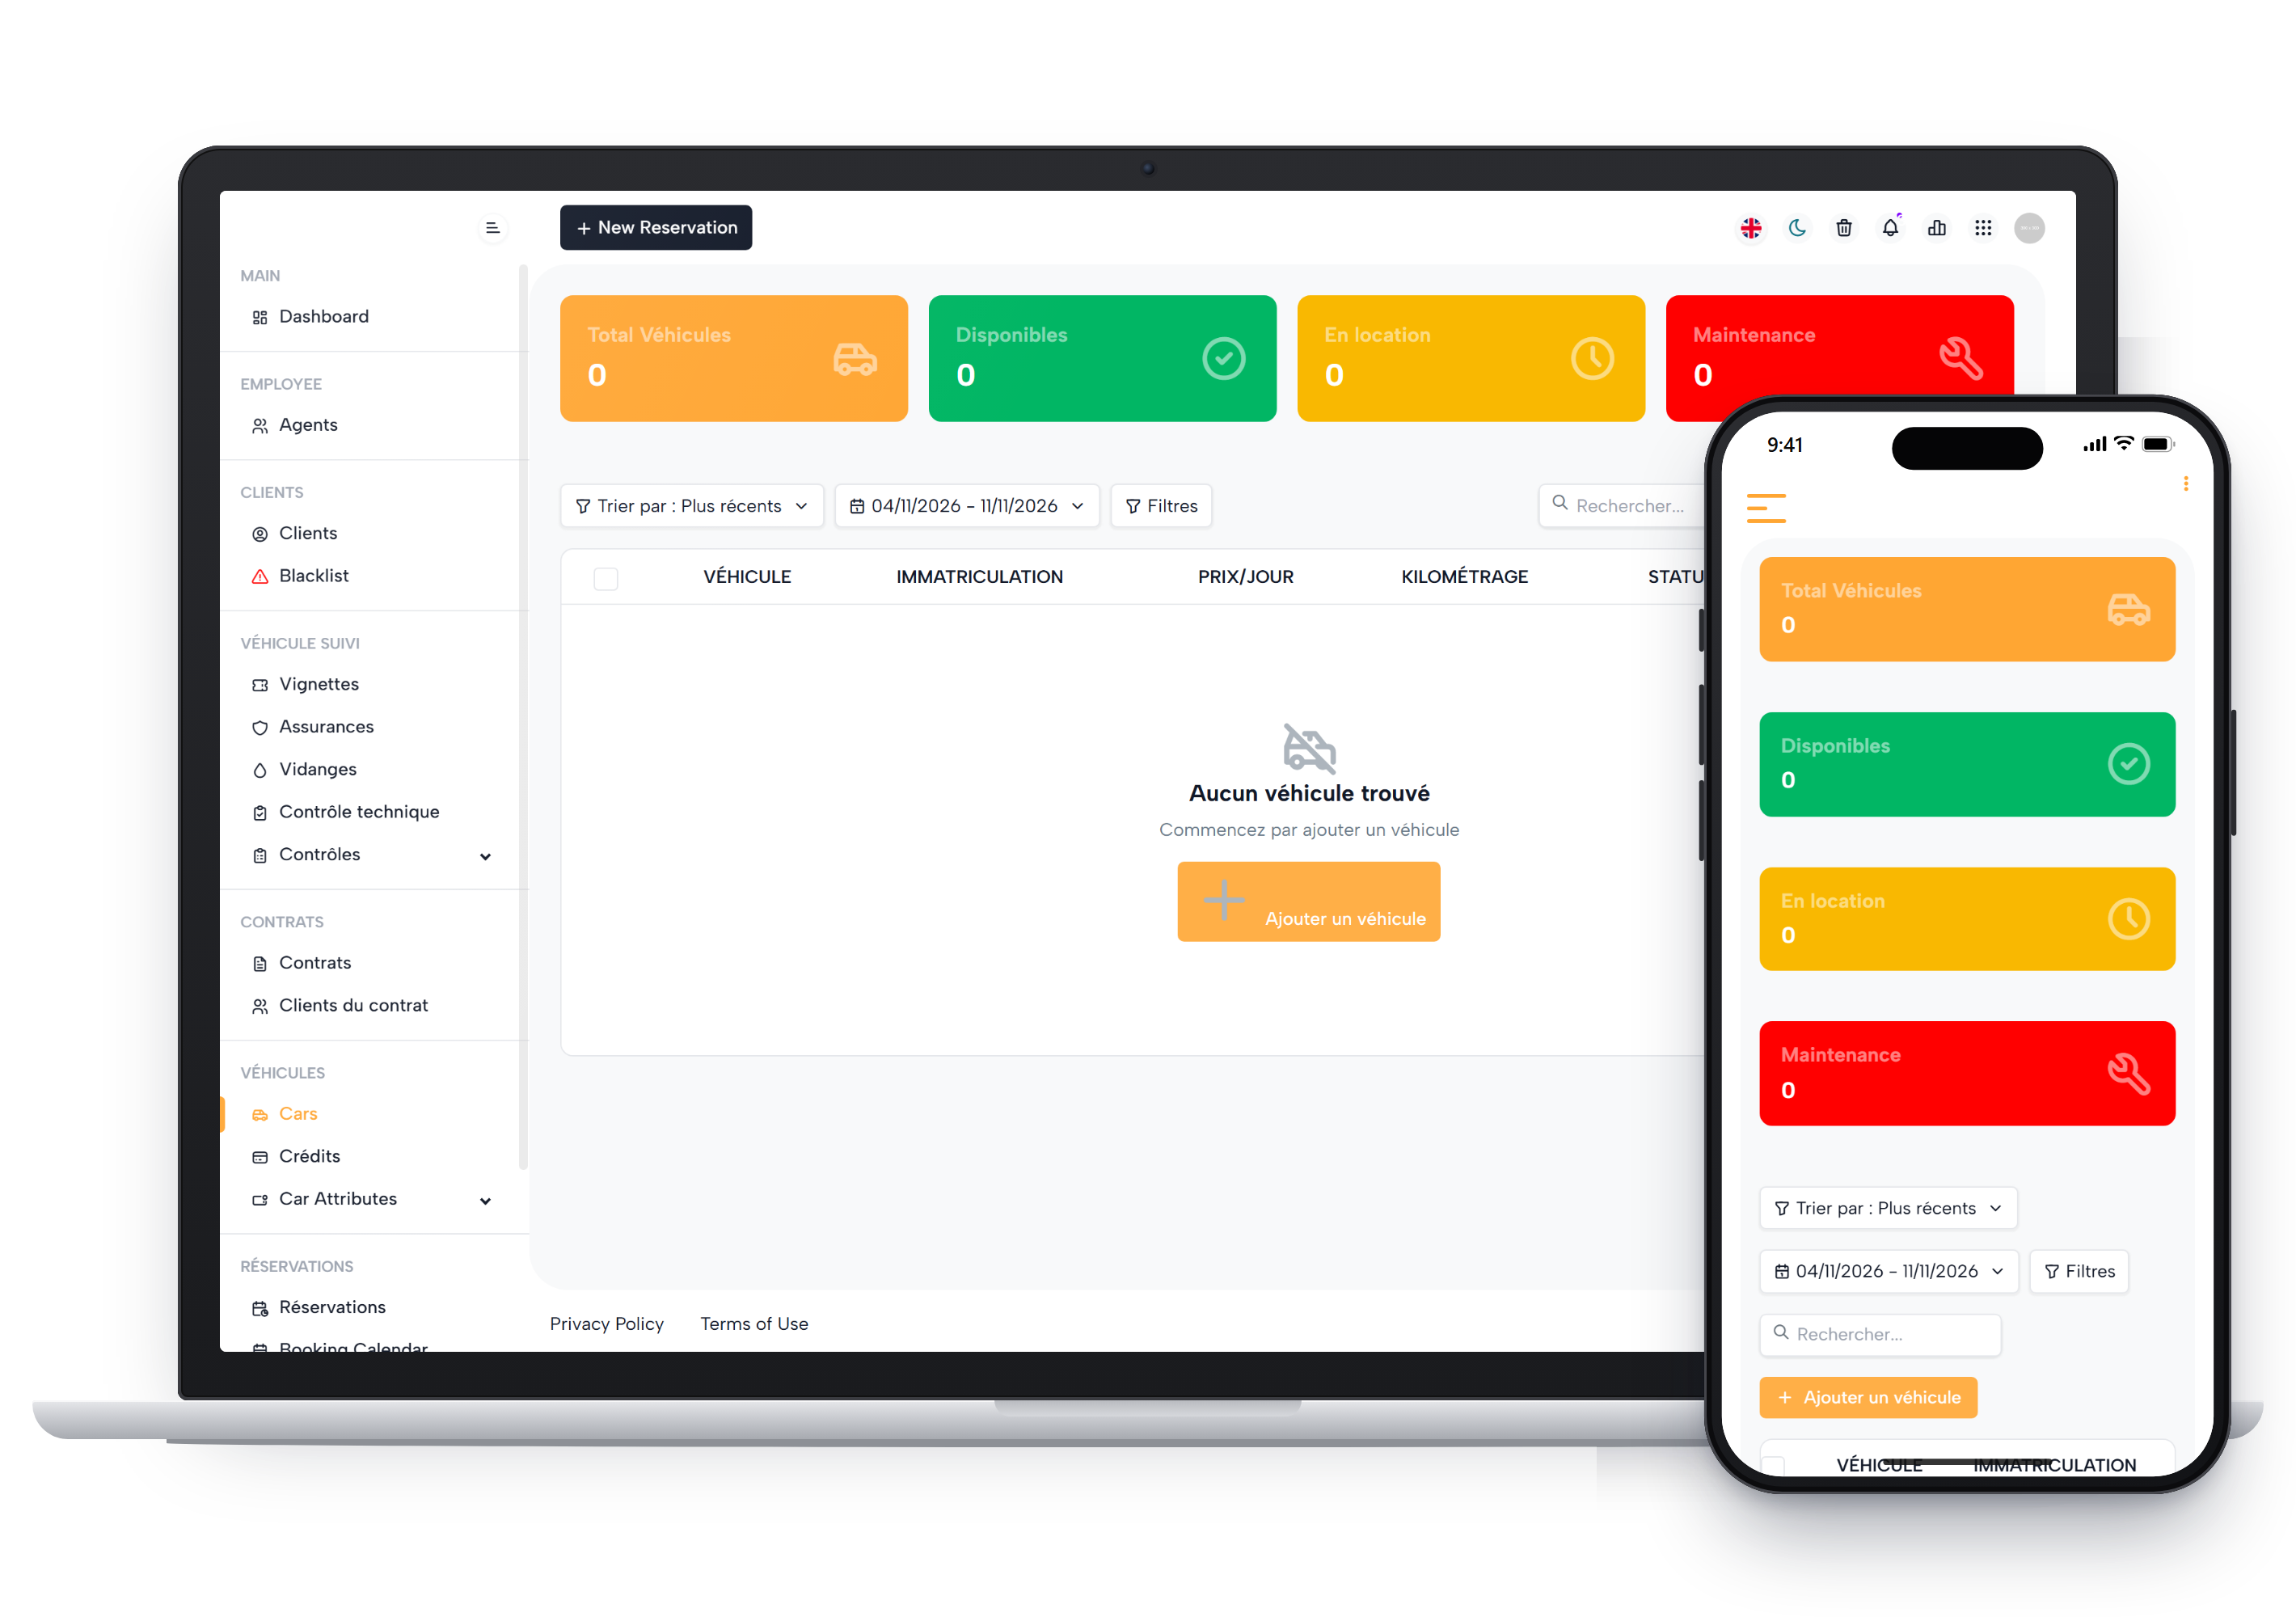 New Reservation
MAIN
Dashboard
EMPLOYEE
Agents
CLIENTS
Clients
Blacklist
VÉHICULE SUIVI
Vignettes
Assurances
Vidanges
Contrôle technique
Contrôles
CONTRATS
Contrats
Clients du contrat
VÉHICULES
Cars
Crédits
Car Attributes
RÉSERVATIONS
Réservations
Booking Calendar
Total Véhicules
0
Disponibles
0
En location
0
Maintenance
0
Trier par : Plus récents
04/11/2026 - 11/11/2026
Filtres
Rechercher...
VÉHICULE IMMATRICULATION PRIX/JOUR KILOMÉTRAGE STATU
Aucun véhicule trouvé
Commencez par ajouter un véhicule
Ajouter un véhicule
Privacy Policy Terms of Use
9:41
Total Véhicules
0
Disponibles
0
En location
0
Maintenance
0
Trier par : Plus récents
04/11/2026 - 11/11/2026 Filtres
Rechercher...
+ Ajouter un véhicule
VÉHICULE IMMATRICULATION